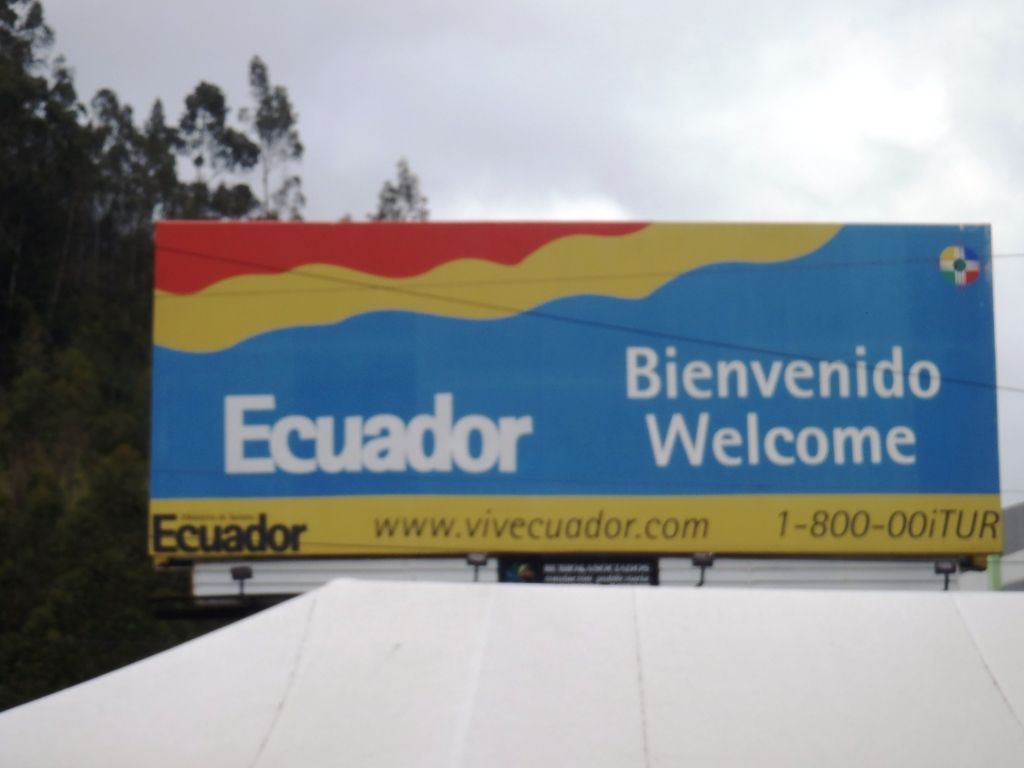 Bienvenido
Ecuador Welcome
Ecuador www.vivecuador.com 1-800-00iTUR